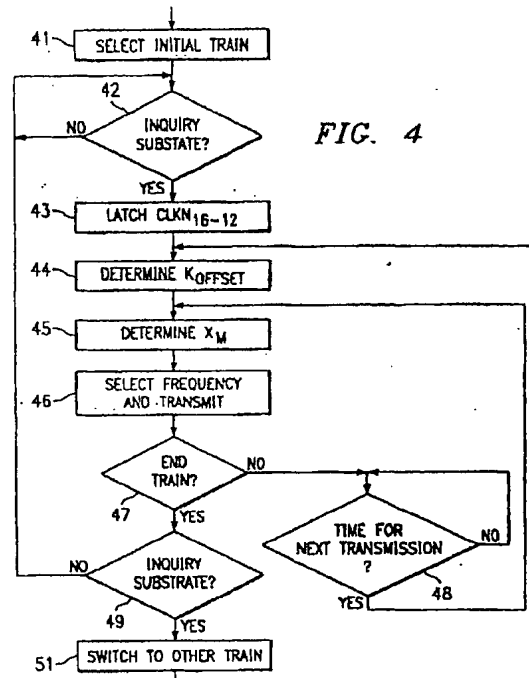 41
SELECT INITIAL TRAIN
42
NO
INQUIRY
SUBSTATE?
FIG. 4
YES
43
LATCH CLKN16-12
44
DETERMINE KOFFSET
45
DETERMINE XM
46
SELECT FREQUENCY
AND TRANSMIT
END
TRAIN?
NO
47
YES
TIME FOR
NEXT TRANSMISSION
?
NO
48
YES
NO
INQUIRY
SUBSTRATE?
49
YES
51
SWITCH TO OTHER TRAIN